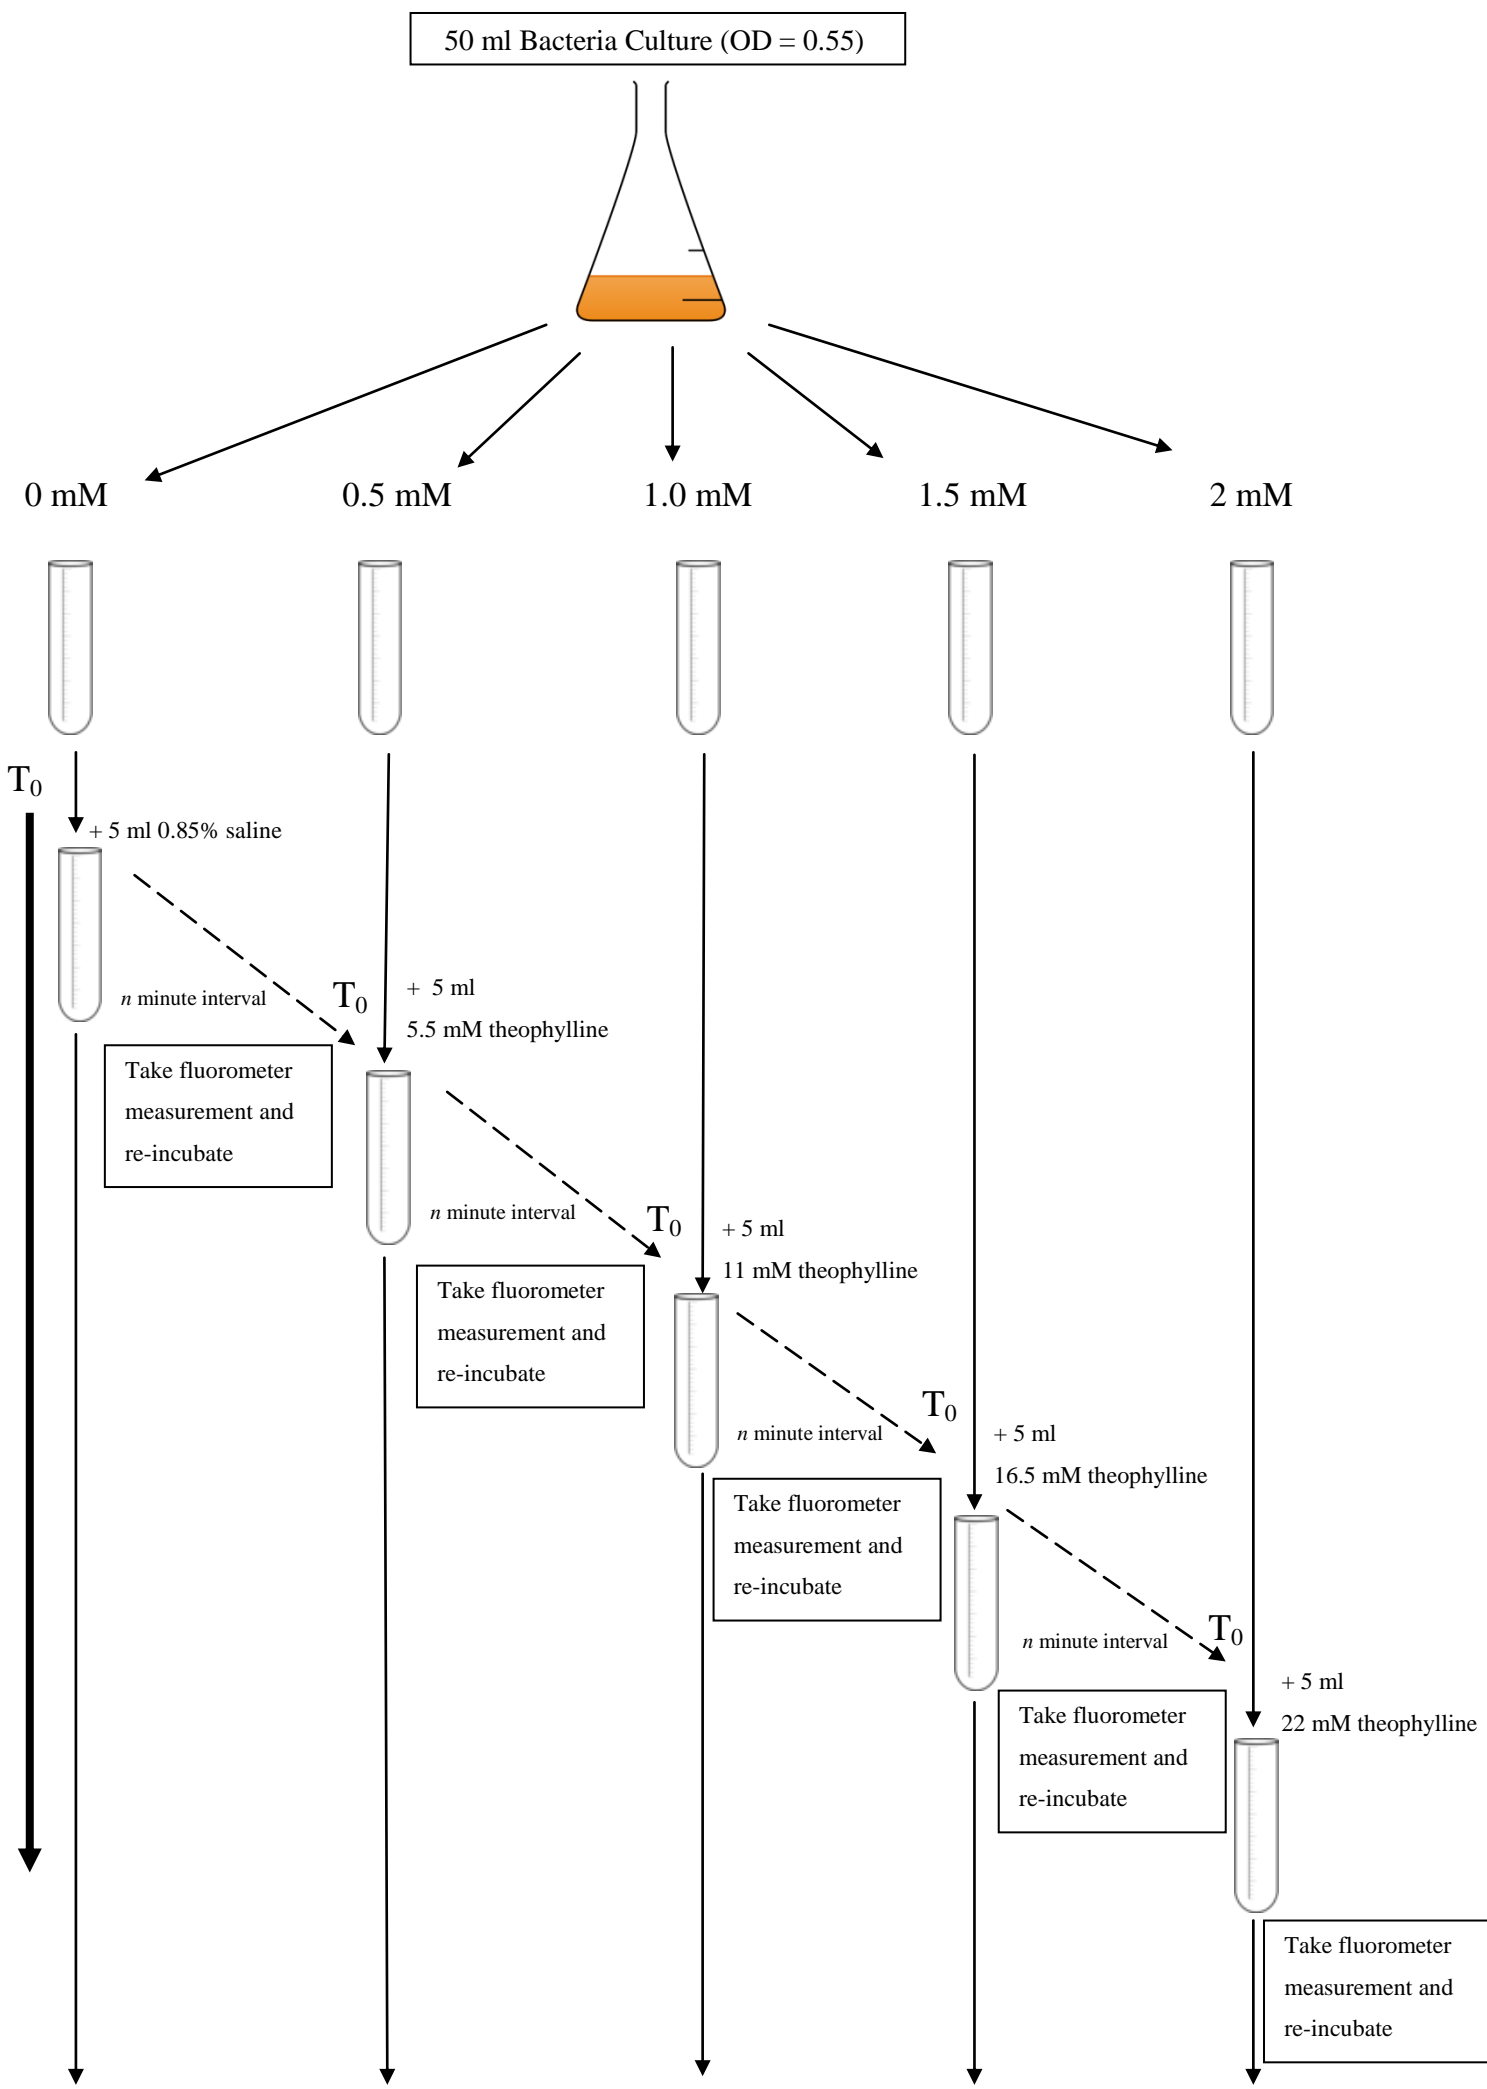 50 ml Bacteria Culture (OD = 0.55)
0 mM
0.5 mM
1.0 mM
1.5 mM
2 mM
T0
+ 5 ml 0.85% saline
n minute interval
T0
+ 5 ml
5.5 mM theophylline
Take fluorometer
measurement and
re-incubate
n minute interval
T0
+ 5 ml
11 mM theophylline
Take fluorometer
measurement and
re-incubate
n minute interval
T0
+ 5 ml
16.5 mM theophylline
Take fluorometer
measurement and
re-incubate
n minute interval
T0
+ 5 ml
22 mM theophylline
Take fluorometer
measurement and
re-incubate
Take fluorometer
measurement and
re-incubate